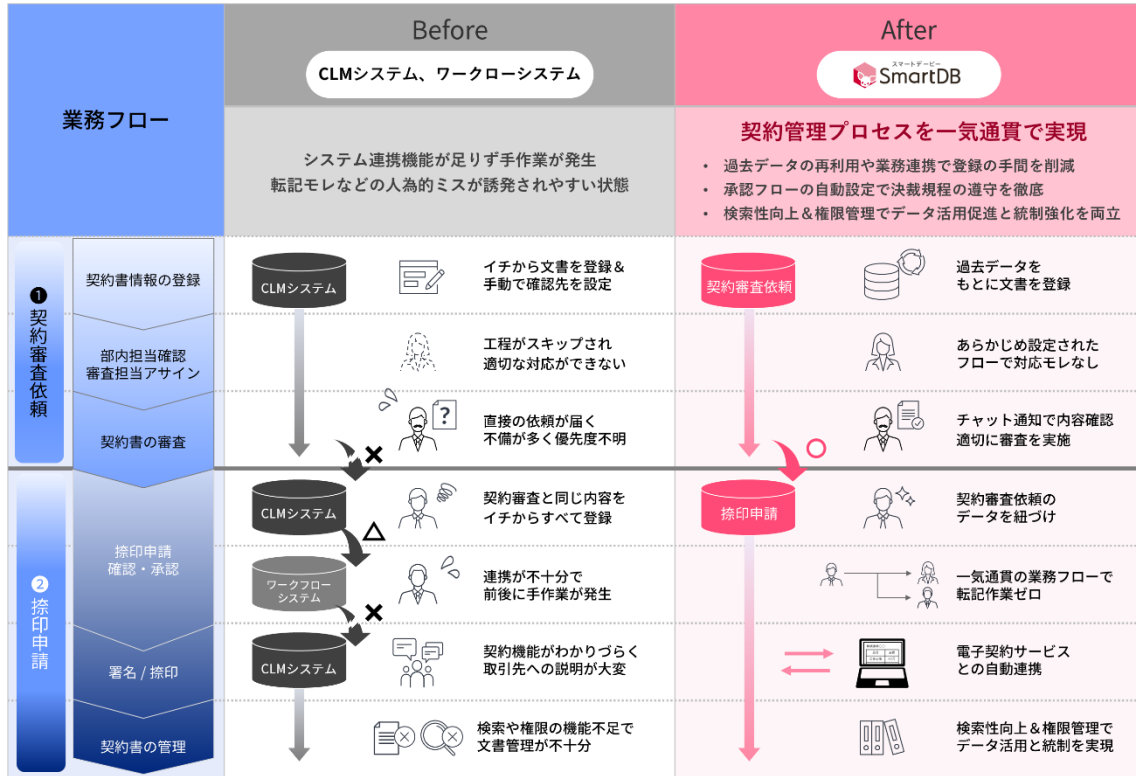 Before
After
CLMシステム、ワークローシステム
スマートデービー
SmartDB
業務フロー
システム連携機能が足りず手作業が発生
転記モレなどの人為的ミスが誘発されやすい状態
契約管理プロセスを一気通貫で実現
• 過去データの再利用や業務連携で登録の手間を削減
• 承認フローの自動設定で決裁規程の遵守を徹底
• 検索性向上＆権限管理でデータ活用促進と統制強化を両立
❶契約審査依頼
契約書情報の登録
CLMシステム
イチから文書を登録＆
手動で確認先を設定
契約審査依頼
過去データを
もとに文書を登録
部内担当確認
審査担当アサイン
工程がスキップされ
適切な対応ができない
あらかじめ設定された
フローで対応モレなし
契約書の審査
?
直接の依頼が届く
不備が多く優先度不明
チャット通知で内容確認
適切に審査を実施
❷捺印申請
捺印申請
確認・承認
CLMシステム
契約審査と同じ内容を
イチからすべて登録
捺印申請
契約審査依頼の
データを紐づけ
ワークフロー
システム
連携が不十分で
前後に手作業が発生
一気通貫の業務フローで
転記作業ゼロ
署名 / 捺印
CLMシステム
契約機能がわかりづらく
取引先への説明が大変
電子契約サービス
との自動連携
契約書の管理
検索や権限の機能不足で
文書管理が不十分
検索性向上＆権限管理で
データ活用と統制を実現